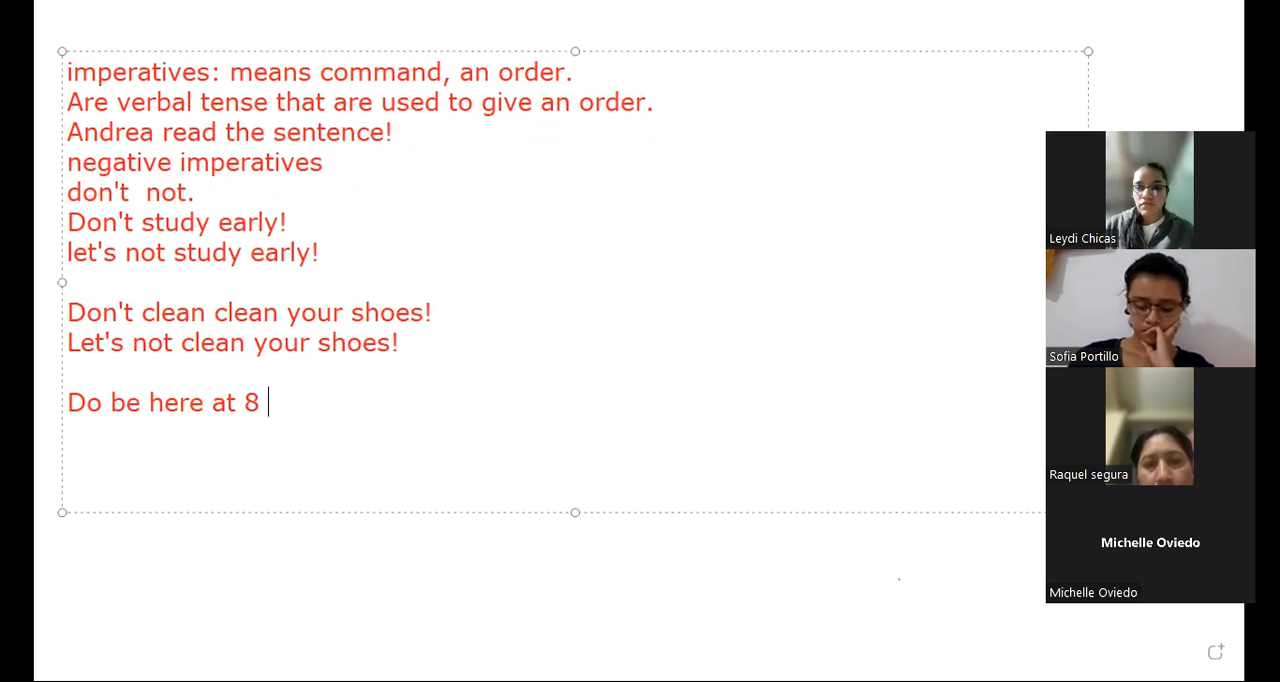 imperatives: means command, an order.
Are verbal tense that are used to give an order.
Andrea read the sentence!
negative imperatives
don't  not.
Don't study early!
let's not study early!
Don't clean clean your shoes!
Let's not clean your shoes!
Do be here at 8
Leydi Chicas
Sofia Portillo
Raquel segura
Michelle Oviedo
Michelle Oviedo